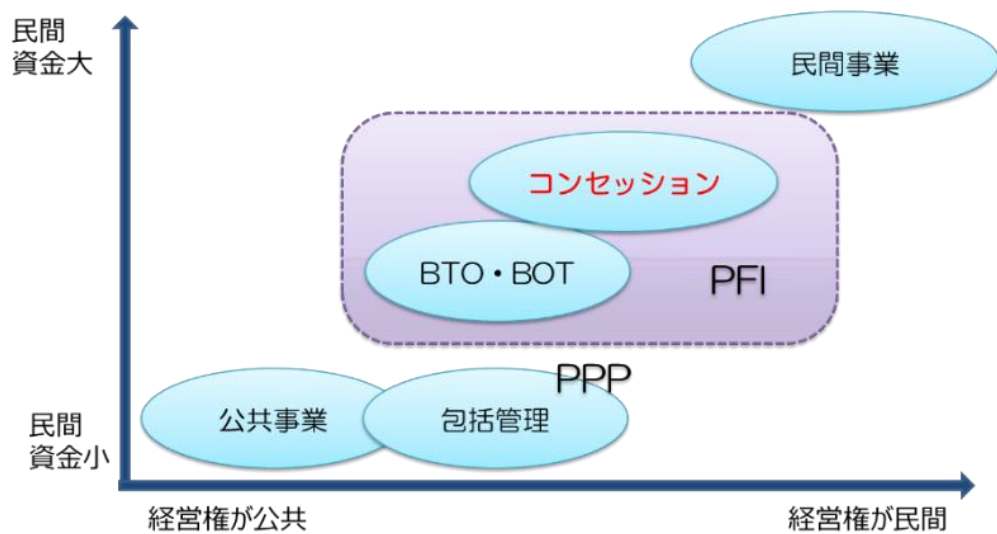 民間
資金大
民間事業
コンセッション
BTO・BOT
PFI
PPP
公共事業
包括管理
民間
資金小
経営権が公共
経営権が民間